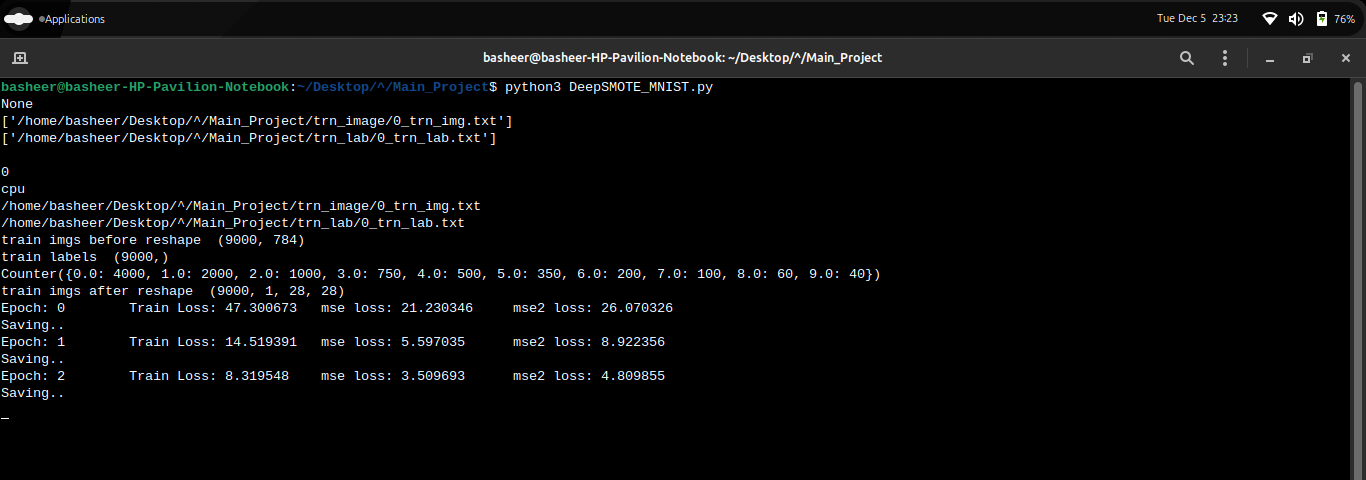 Applications
Tue Dec 5 23:23
76%
basheer@basheer-HP-Pavilion-Notebook: ~/Desktop/^/Main_Project
basheer@basheer-HP-Pavilion-Notebook:~/Desktop/^/Main_Project$ python3 DeepSMOTE_MNIST.py
None
['/home/basheer/Desktop/^/Main_Project/trn_image/0_trn_img.txt']
['/home/basheer/Desktop/^/Main_Project/trn_lab/0_trn_lab.txt']
0
cpu
/home/basheer/Desktop/^/Main_Project/trn_image/0_trn_img.txt
/home/basheer/Desktop/^/Main_Project/trn_lab/0_trn_lab.txt
train imgs before reshape  (9000, 784)
train labels  (9000,)
Counter({0.0: 4000, 1.0: 2000, 2.0: 1000, 3.0: 750, 4.0: 500, 5.0: 350, 6.0: 200, 7.0: 100, 8.0: 60, 9.0: 40})
train imgs after reshape  (9000, 1, 28, 28)
Epoch: 0        Train Loss: 47.300673   mse loss: 21.230346     mse2 loss: 26.070326
Saving..
Epoch: 1        Train Loss: 14.519391   mse loss: 5.597035      mse2 loss: 8.922356
Saving..
Epoch: 2        Train Loss: 8.319548    mse loss: 3.509693      mse2 loss: 4.809855
Saving..